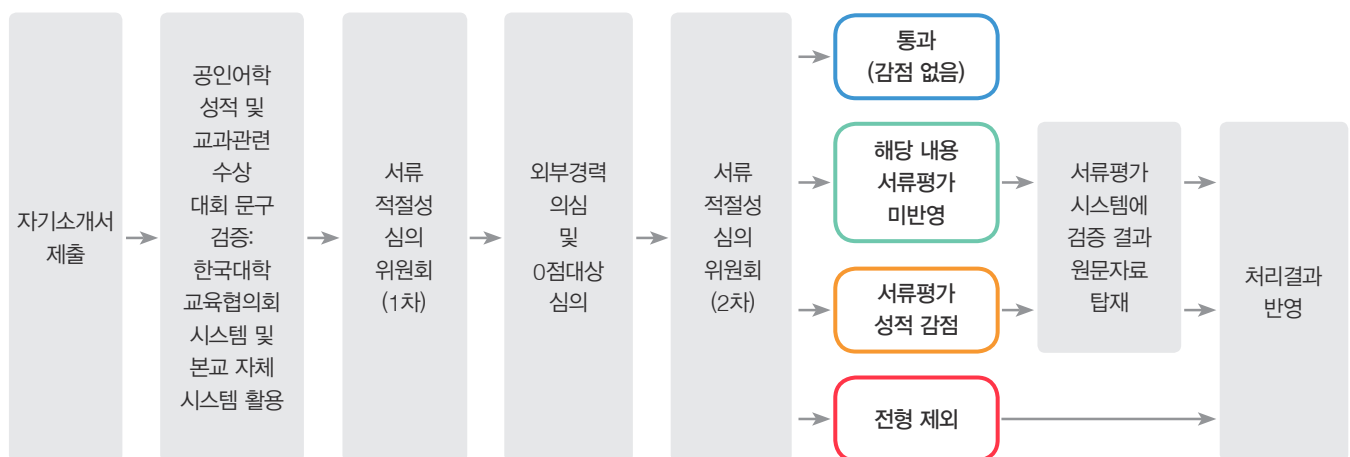 자기소개서
제출
공인어학
성적 및
교과관련
수상
대회 문구
검증:
한국대학
교육협의회
시스템 및
본교 자체
시스템 활용
서류
적절성
심의
위원회
(1차)
외부경력
의심
및
0점대상
심의
서류
적절성
심의
위원회
(2차)
통과
(감점 없음)
해당 내용
서류평가
미반영
서류평가
성적 감점
전형 제외
서류평가
시스템에
검증 결과
원문자료
탑재
처리결과
반영